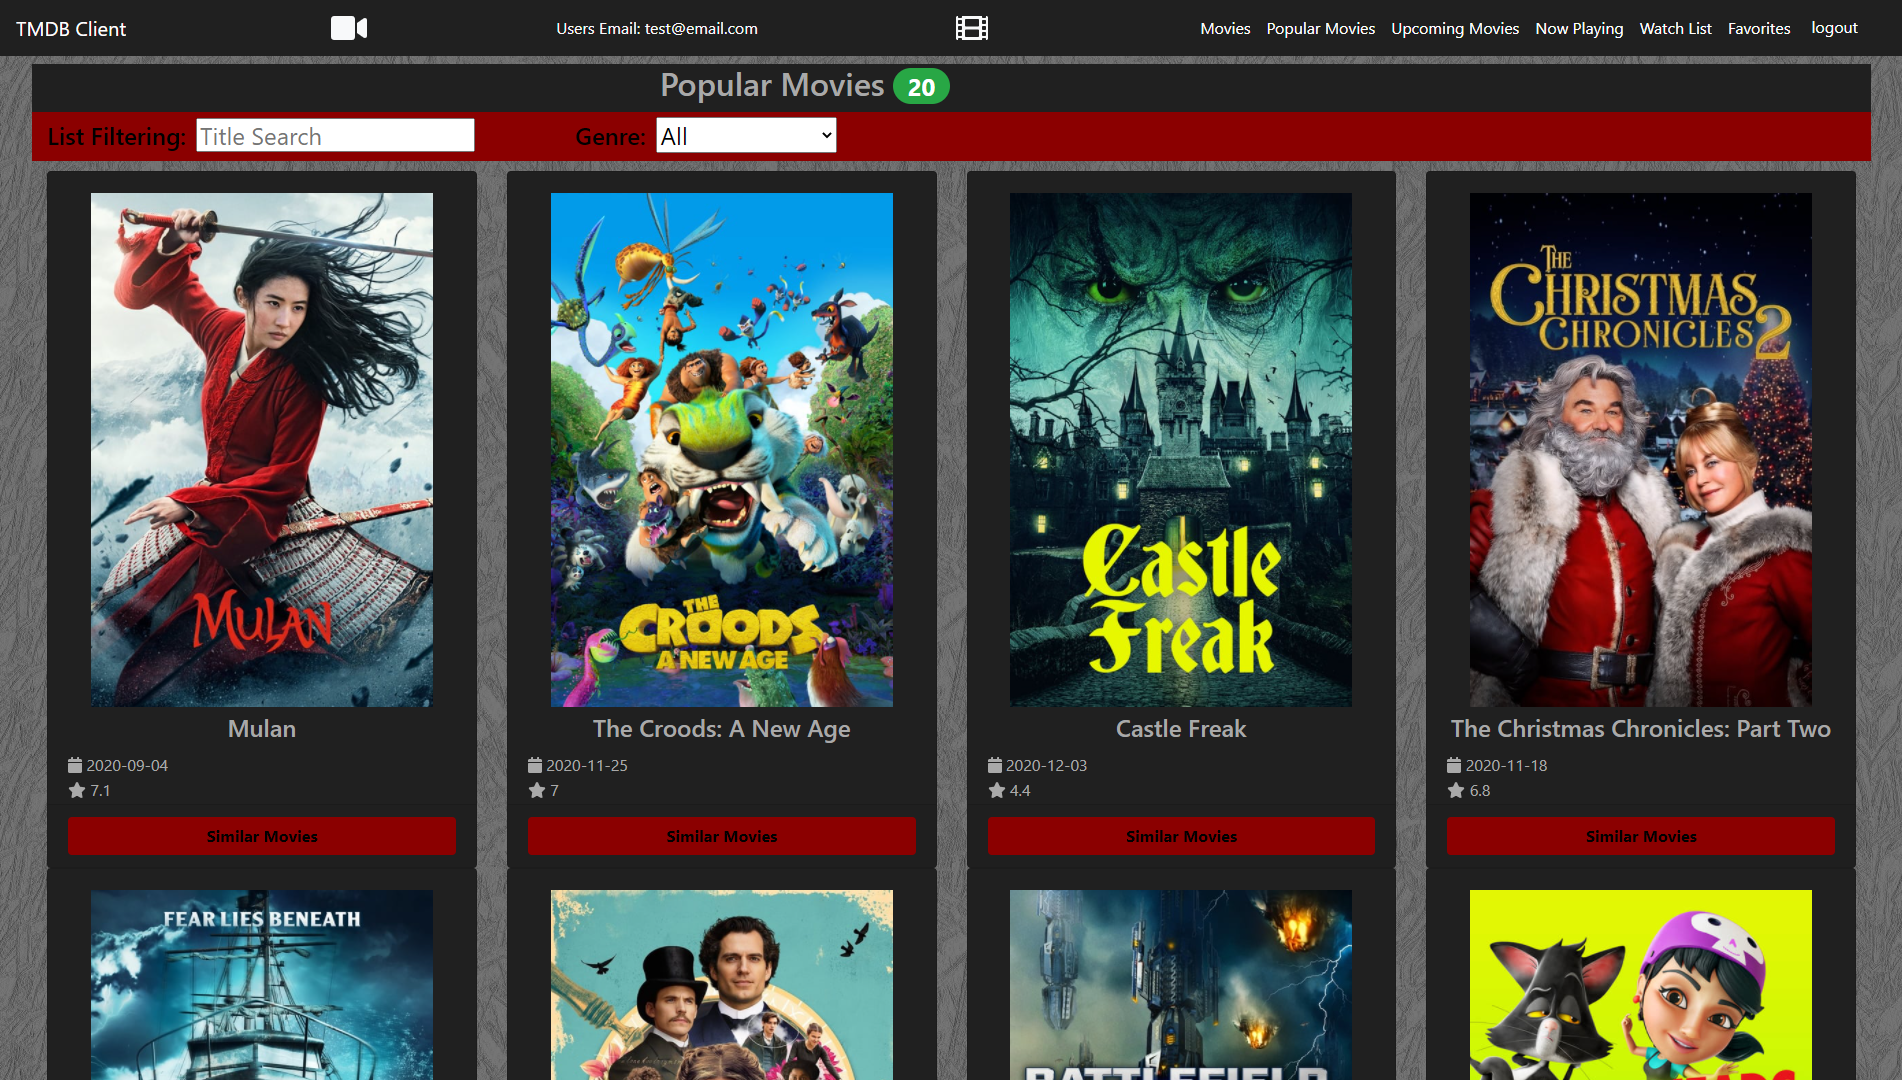 TMDB Client
Users Email: test@email.com
Movies Popular Movies Upcoming Movies Now Playing Watch List Favorites logout
Popular Movies 20
List Filtering: Title Search Genre: All
MULAN
THE CROODS
A NEW AGE
Castle
Freak
THE
CHRISTMAS
CHRONICLES 2
Mulan
The Croods: A New Age
Castle Freak
The Christmas Chronicles: Part Two
2020-09-04
2020-11-25
2020-12-03
2020-11-18
7.1
7
4.4
6.8
Similar Movies
Similar Movies
Similar Movies
Similar Movies
FEAR LIES BENEATH
BATTLEFIELD